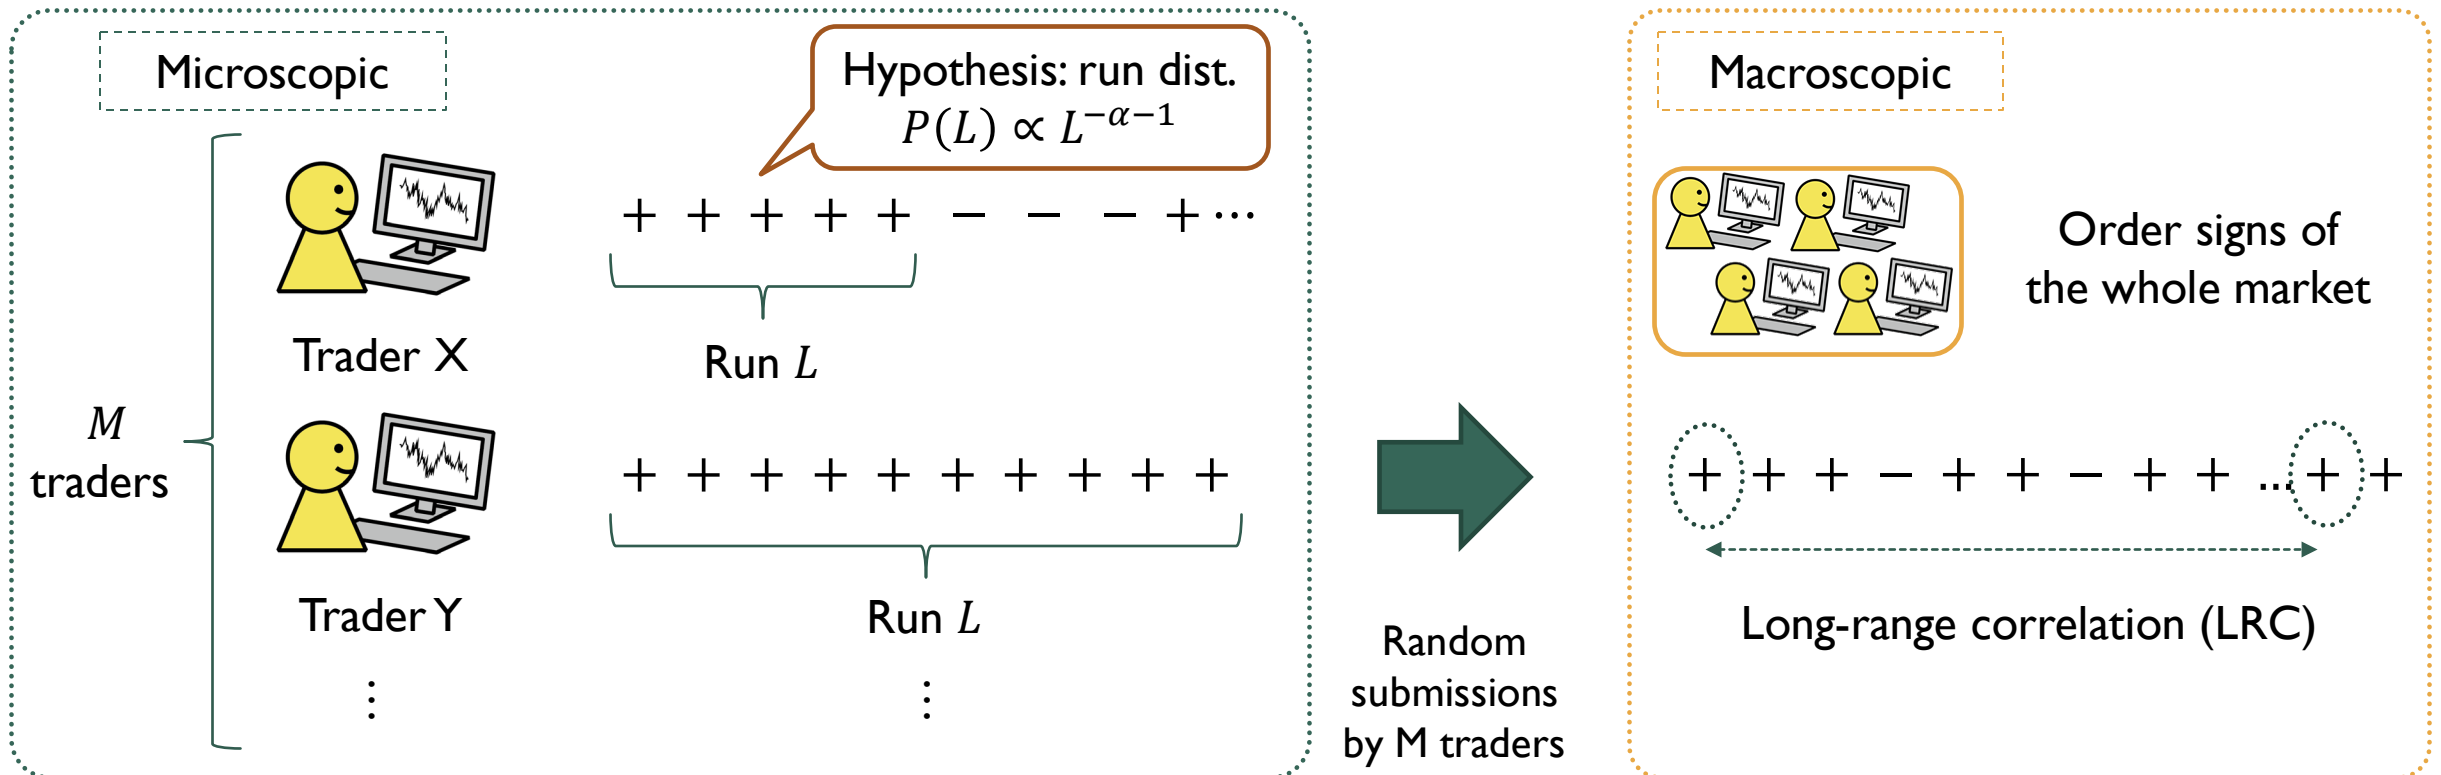 Microscopic
Hypothesis: run dist.
P(L) ∝ L^{-α-1}
M
traders
+ + + + + − − − + ⋯
Trader X
Run L
+ + + + + + + + + +
Trader Y
Run L
⋮
⋮
Random
submissions
by M traders
Macroscopic
Order signs of
the whole market
+ + + − + + − + + ... + +
Long-range correlation (LRC)